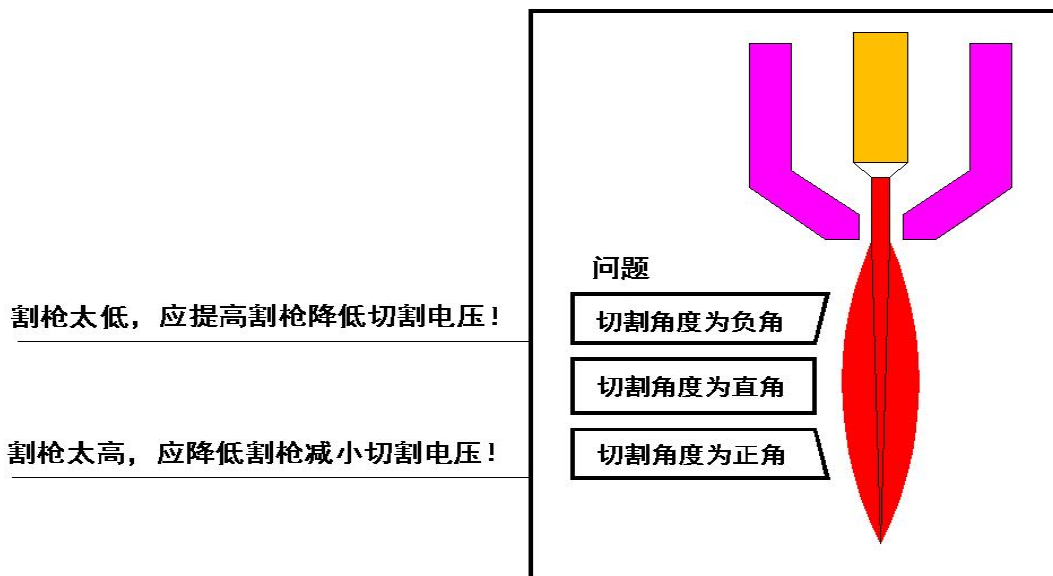 问题
割枪太低，应提高割枪降低切割电压！
切割角度为负角
切割角度为直角
割枪太高，应降低割枪减小切割电压！
切割角度为正角